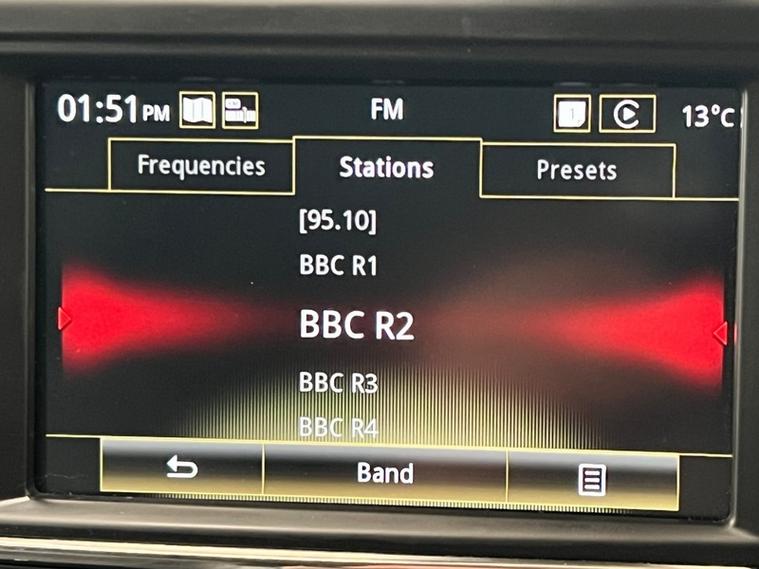 01:51PM FM 13°C
Frequencies Stations Presets
[95.10]
BBC R1
BBC R2
BBC R3
BBC R4
Band